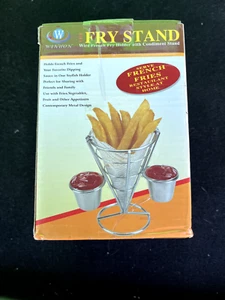 W
WINDOX
FRY STAND
Wire French Fry Holder with Condiment Stand
Holds French Fries and
Your Favorite Dipping
Sauce in One Stylish Holder
Perfect for Sharing with
Friends and Family
Use with Fries,Vegetables,
Fruit and Other Appetizers
Contemporary Metal Design
SERVE
FRENCH
FRIES
RESTAURANT
STYLE AT
HOME